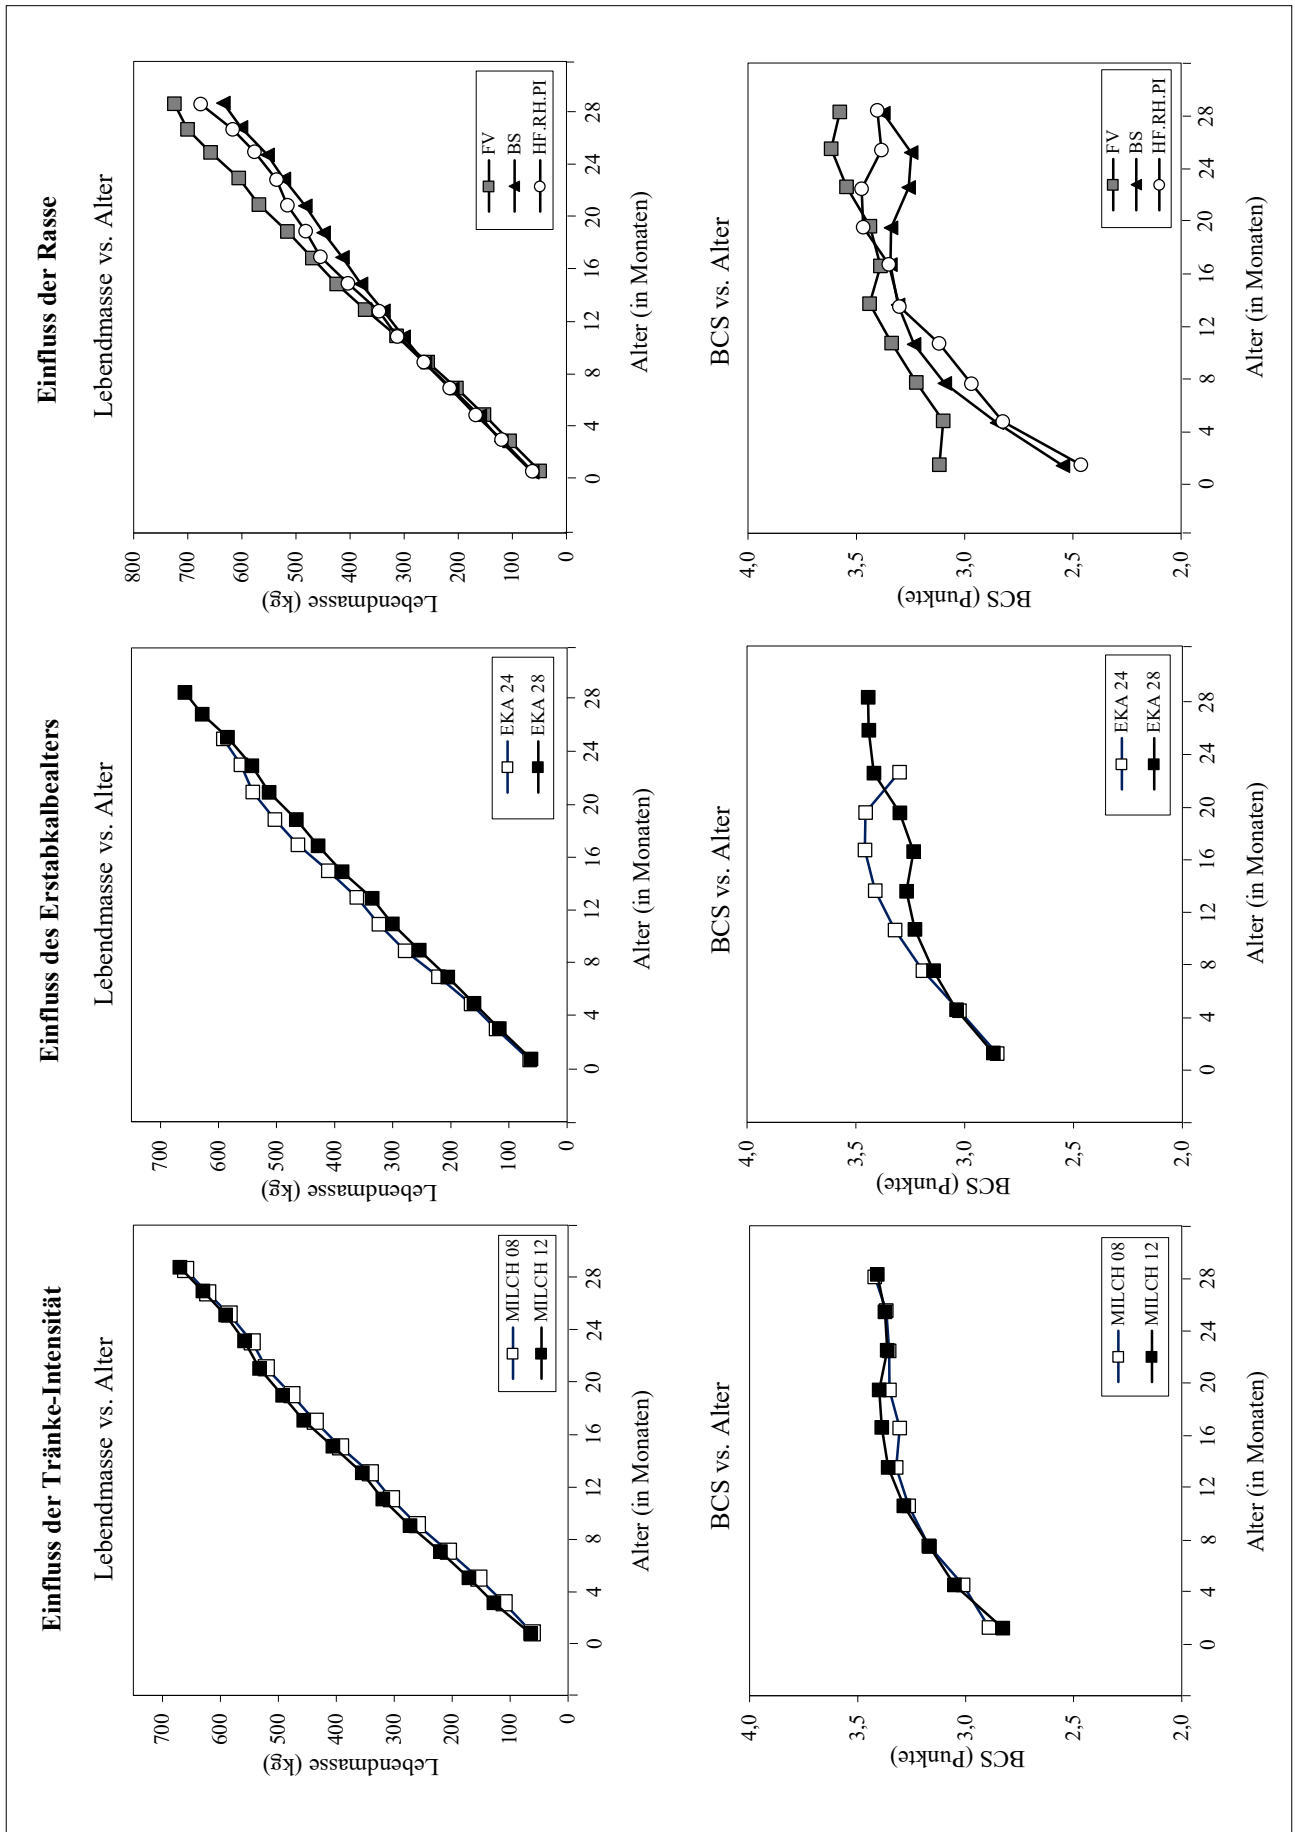 Einfluss der Tränke-Intensität
Lebendmasse vs. Alter
Lebendmasse (kg)
700
600
500
400
300
200
100
0
0 4 8 12 16 20 24 28
Alter (in Monaten)
MILCH 08
MILCH 12
BCS vs. Alter
BCS (Punkte)
4,0
3,5
3,0
2,5
2,0
0 4 8 12 16 20 24 28
Alter (in Monaten)
MILCH 08
MILCH 12
Einfluss des Erstabkalbealters
Lebendmasse vs. Alter
Lebendmasse (kg)
700
600
500
400
300
200
100
0
0 4 8 12 16 20 24 28
Alter (in Monaten)
EKA 24
EKA 28
BCS vs. Alter
BCS (Punkte)
4,0
3,5
3,0
2,5
2,0
0 4 8 12 16 20 24 28
Alter (in Monaten)
EKA 24
EKA 28
Einfluss der Rasse
Lebendmasse vs. Alter
Lebendmasse (kg)
800
700
600
500
400
300
200
100
0
0 4 8 12 16 20 24 28
Alter (in Monaten)
FV
BS
HF.RH.PI
BCS vs. Alter
BCS (Punkte)
4,0
3,5
3,0
2,5
2,0
0 4 8 12 16 20 24 28
Alter (in Monaten)
FV
BS
HF.RH.PI